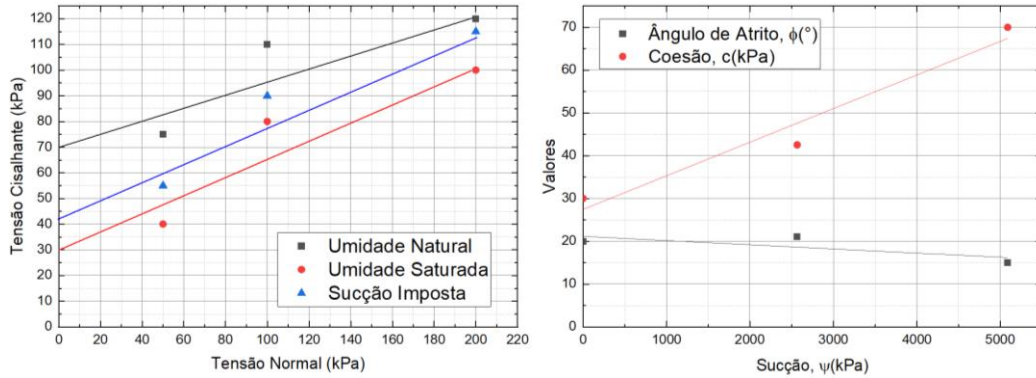 120
110
100
90
80
70
60
50
40
30
20
10
0
Tensão Cisalhante (kPa)
Umidade Natural
Umidade Saturada
Sucção Imposta
0 20 40 60 80 100 120 140 160 180 200 220
Tensão Normal (kPa)
70
60
50
40
30
20
10
0
Valores
Ângulo de Atrito, ϕ(°)
Coesão, c(kPa)
0 1000 2000 3000 4000 5000
Sucção, ψ(kPa)